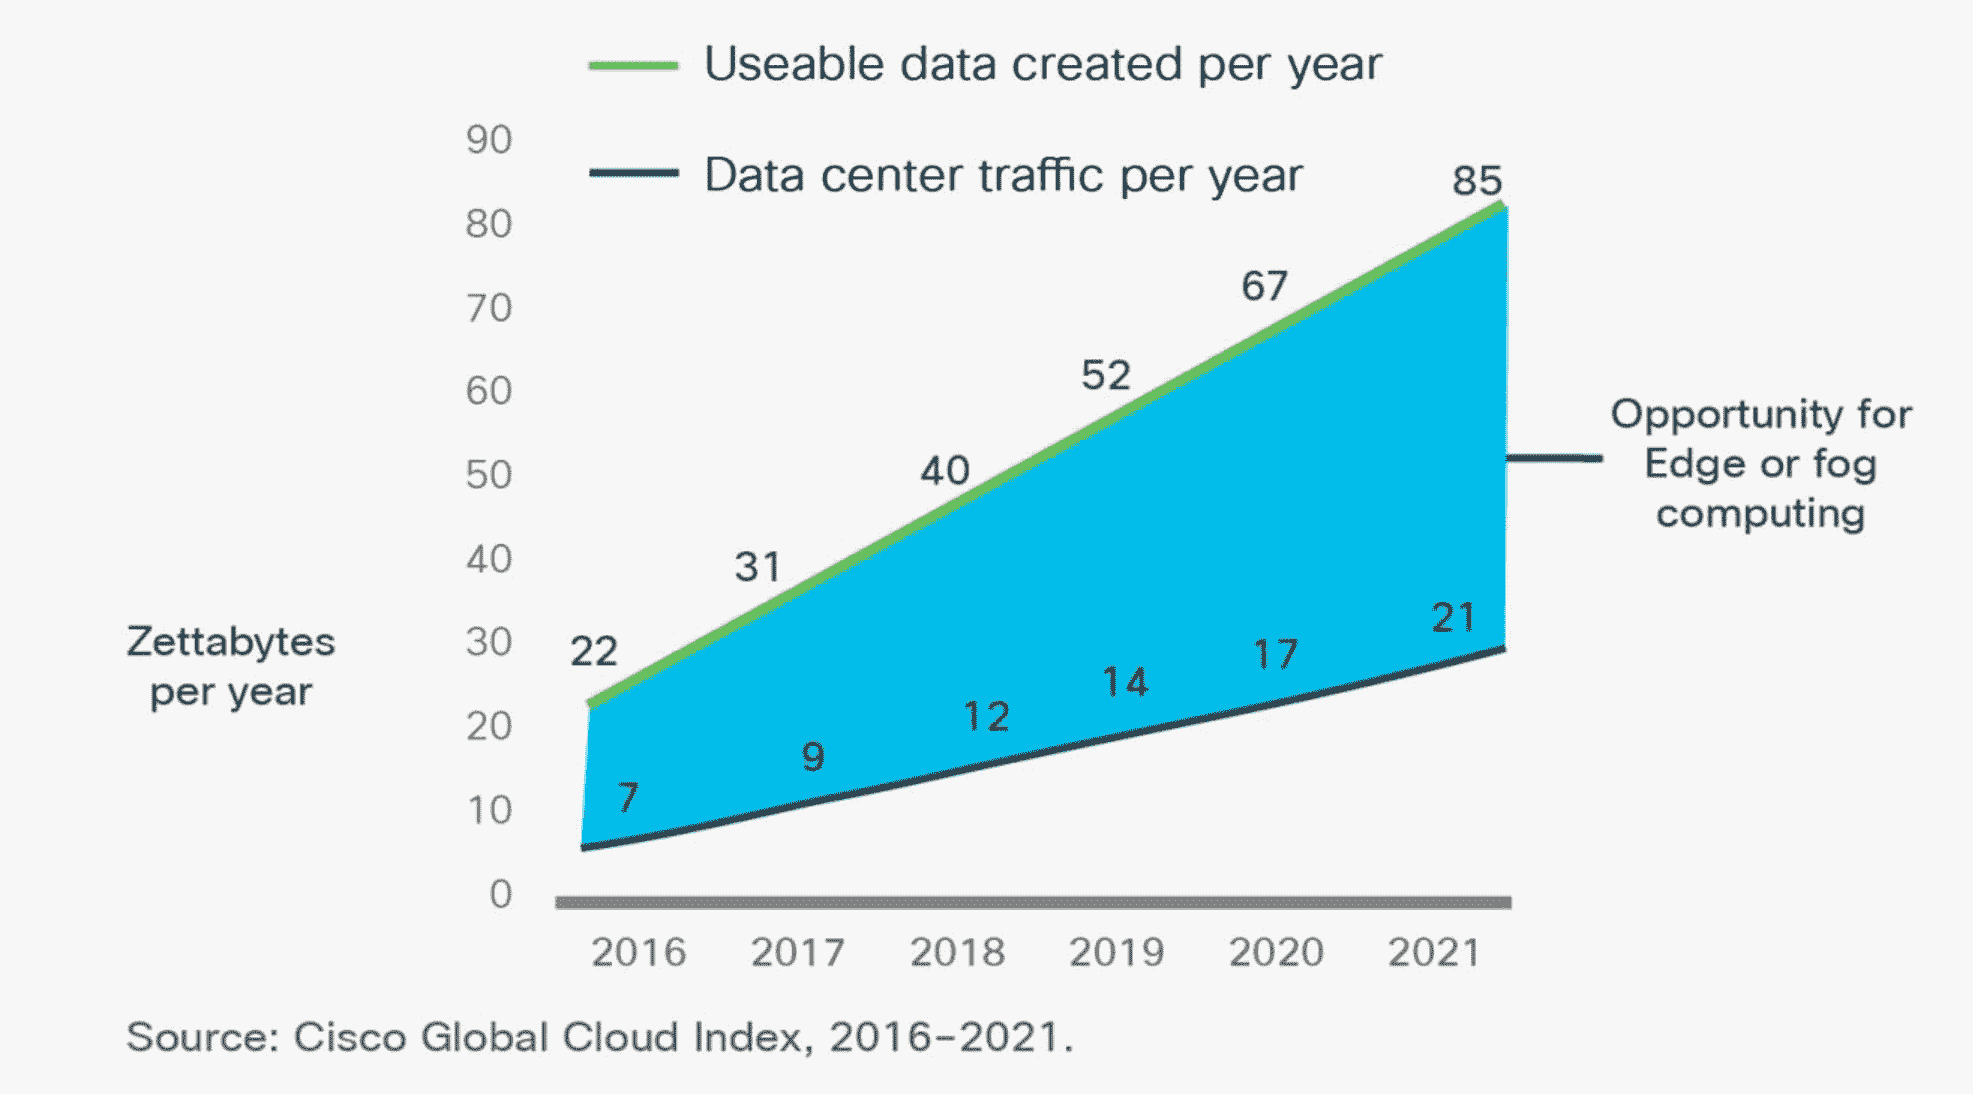 Useable data created per year
Data center traffic per year
90
80
70
60
50
40
30
20
10
0
Zettabytes
per year
22
31
40
52
67
85
7
9
12
14
17
21
Opportunity for
Edge or fog
computing
2016 2017 2018 2019 2020 2021
Source: Cisco Global Cloud Index, 2016–2021.